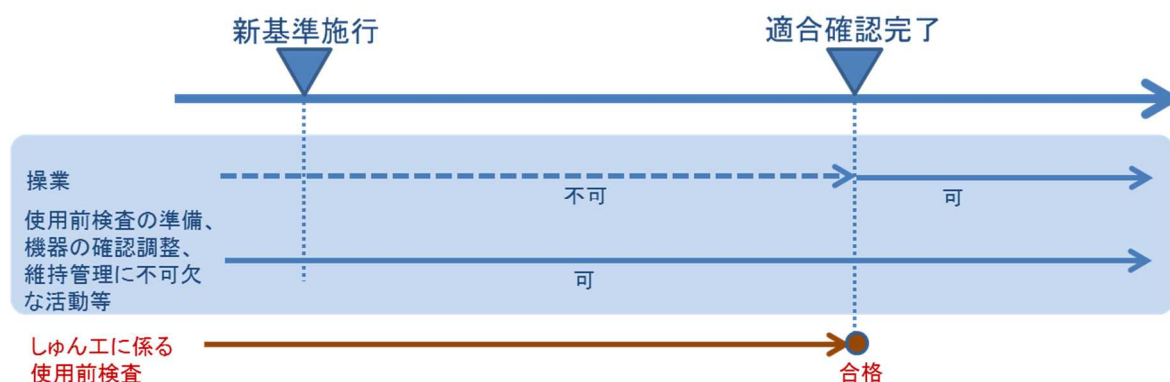 新基準施行
適合確認完了
操業
不可
可
使用前検査の準備、
機器の確認調整、
維持管理に不可欠
な活動等
可
しゅん工に係る
使用前検査
合格